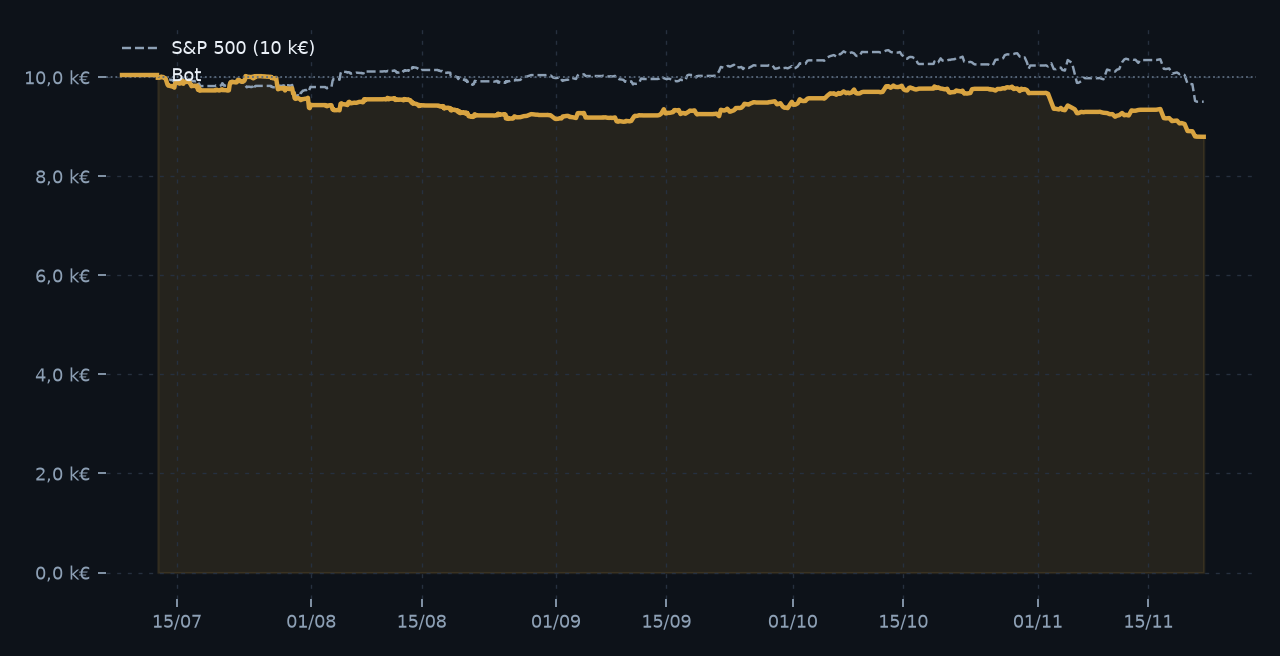 S&P 500 (10 k€)
Bot
10,0 k€
8,0 k€
6,0 k€
4,0 k€
2,0 k€
0,0 k€
15/07 01/08 15/08 01/09 15/09 01/10 15/10 01/11 15/11